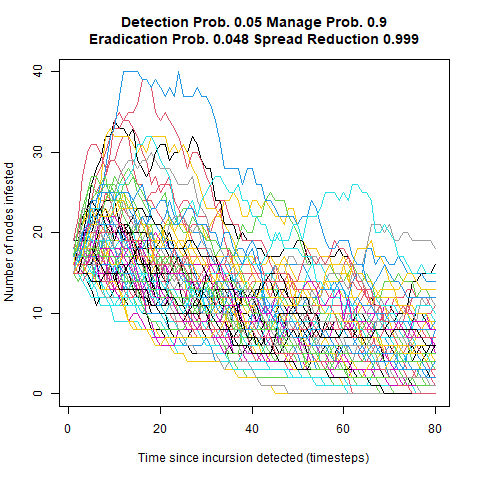 Detection Prob. 0.05 Manage Prob. 0.9
Eradication Prob. 0.048 Spread Reduction 0.999
Number of nodes infested
40
30
20
10
0
0 20 40 60 80
Time since incursion detected (timesteps)